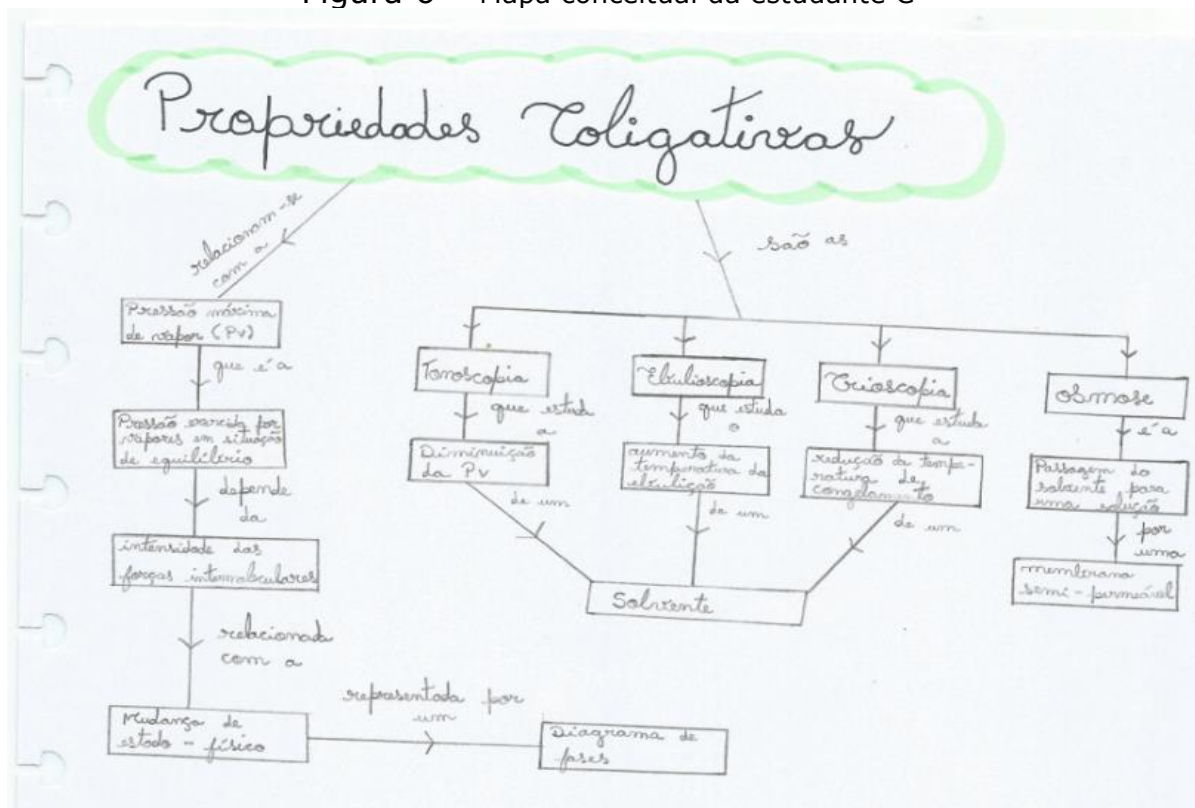 Figura 6 – Mapa conceitual da estudante G
Propriedades Coligativas
relacionam-se
com a
são as
Pressão máxima
de vapor (Pv)
que é a
Pressão exercida por
vapores em situação
de equilíbrio
depende
da
intensidade das
forças intermoleculares
relacionada
com a
Mudança de
estado - físico
representada por
um
Diagrama de
fases
Tonoscopia
que estuda
a
Diminuição
da Pv
de um
Ebulioscopia
que estuda
o
aumento da
temperatura da
ebulição
de um
Crioscopia
que estuda
a
redução da tempe-
ratura de
congelamento
de um
Solvente
osmose
é a
Passagem do
solvente para
uma solução
por
uma
membrana
semi-permeável